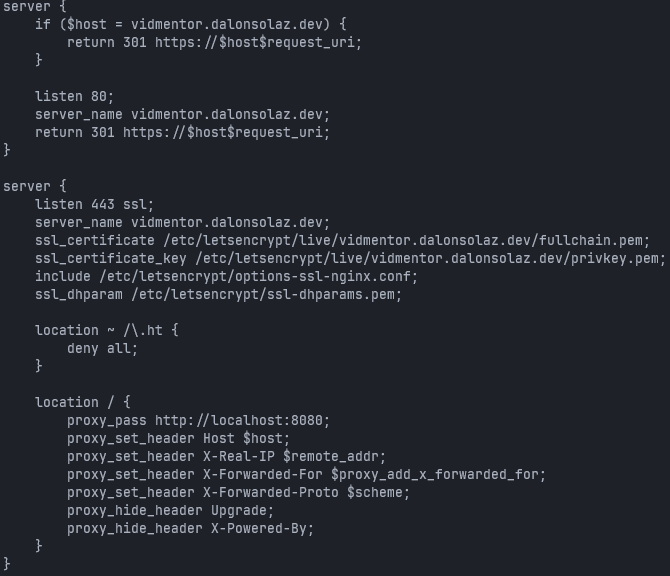 server {
    if ($host = vidmentor.dalonsolaz.dev) {
        return 301 https://$host$request_uri;
    }

    listen 80;
    server_name vidmentor.dalonsolaz.dev;
    return 301 https://$host$request_uri;
}

server {
    listen 443 ssl;
    server_name vidmentor.dalonsolaz.dev;
    ssl_certificate /etc/letsencrypt/live/vidmentor.dalonsolaz.dev/fullchain.pem;
    ssl_certificate_key /etc/letsencrypt/live/vidmentor.dalonsolaz.dev/privkey.pem;
    include /etc/letsencrypt/options-ssl-nginx.conf;
    ssl_dhparam /etc/letsencrypt/ssl-dhparams.pem;

    location ~ /\.ht {
        deny all;
    }

    location / {
        proxy_pass http://localhost:8080;
        proxy_set_header Host $host;
        proxy_set_header X-Real-IP $remote_addr;
        proxy_set_header X-Forwarded-For $proxy_add_x_forwarded_for;
        proxy_set_header X-Forwarded-Proto $scheme;
        proxy_hide_header Upgrade;
        proxy_hide_header X-Powered-By;
    }
}